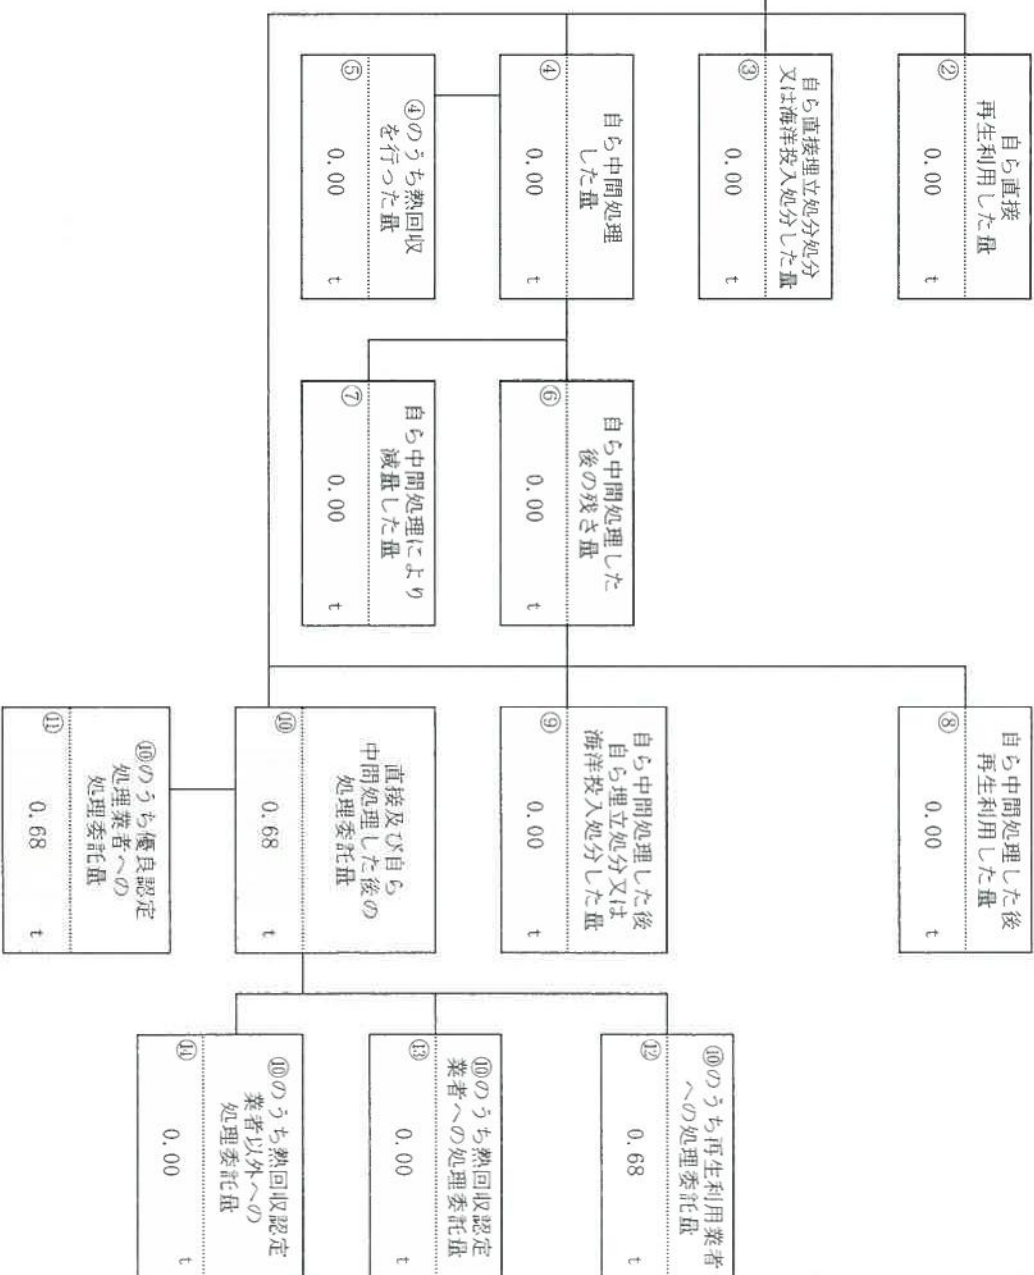 自ら直接
再生利用した量
②
0.00 t
自ら直接埋立処分処分
又は海洋投入処分した量
③
0.00 t
自ら中間処理
した量
④
0.00 t
④のうち熱回収
を行った量
⑤
0.00 t
自ら中間処理した
後の残さ量
⑥
0.00 t
自ら中間処理により
減量した量
⑦
0.00 t
自ら中間処理した後
再生利用した量
⑧
0.00 t
自ら中間処理した後
自ら埋立処分又は
海洋投入処分した量
⑨
0.00 t
直接及び自ら
中間処理した後の
処理委託量
⑩
0.68 t
⑩のうち優良認定
処理業者への
処理委託量
⑪
0.68 t
⑩のうち再生利用業者
への処理委託量
⑫
0.68 t
⑩のうち熱回収認定
業者への処理委託量
⑬
0.00 t
⑩のうち熱回収認定
業者以外への
処理委託量
⑭
0.00 t